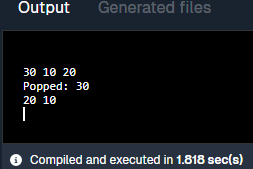 Output Generated files
30 10 20
Popped: 30
20 10
Compiled and executed in 1.818 sec(s)